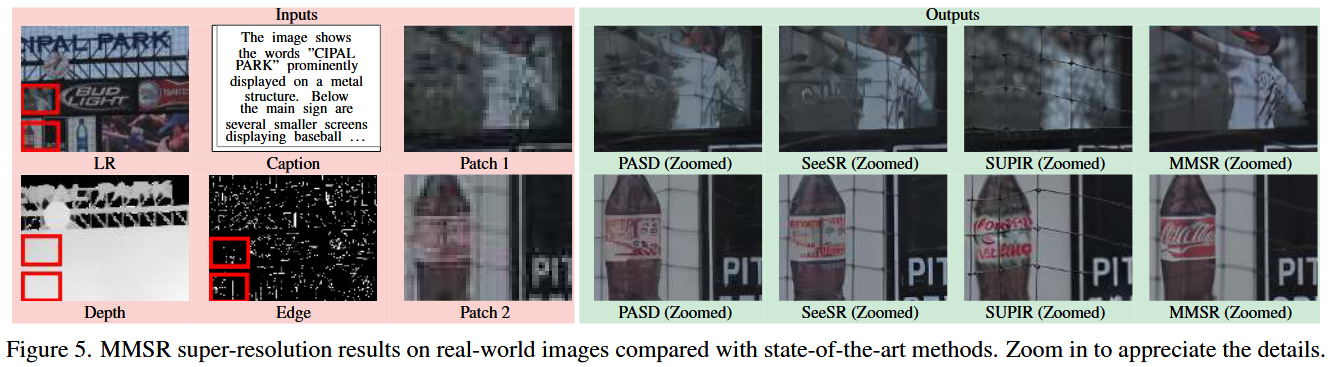 Inputs
Outputs
CIPAL PARK
BUD
LIGHT
The image shows
the words "CIPAL
PARK" prominently
displayed on a metal
structure. Below
the main sign are
several smaller screens
displaying baseball ...
LR
Caption
Patch 1
PASD (Zoomed)
SeeSR (Zoomed)
SUPIR (Zoomed)
MMSR (Zoomed)
PIT
PIT
PIT
PIT
PIT
Coca-Cola
Depth
Edge
Patch 2
PASD (Zoomed)
SeeSR (Zoomed)
SUPIR (Zoomed)
MMSR (Zoomed)
Figure 5. MMSR super-resolution results on real-world images compared with state-of-the-art methods. Zoom in to appreciate the details.